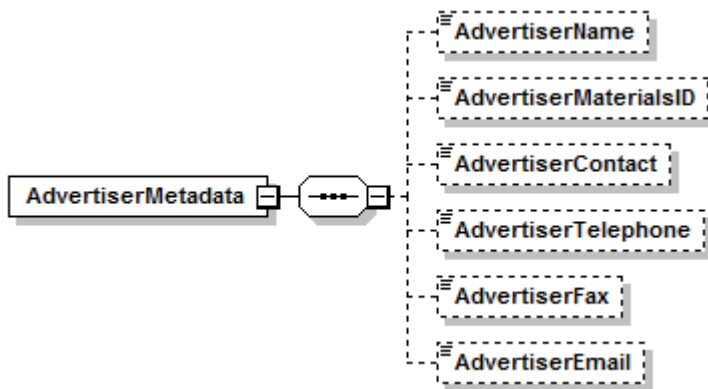 AdvertiserName
AdvertiserMaterialsID
AdvertiserContact
AdvertiserMetadata
AdvertiserTelephone
AdvertiserFax
AdvertiserEmail